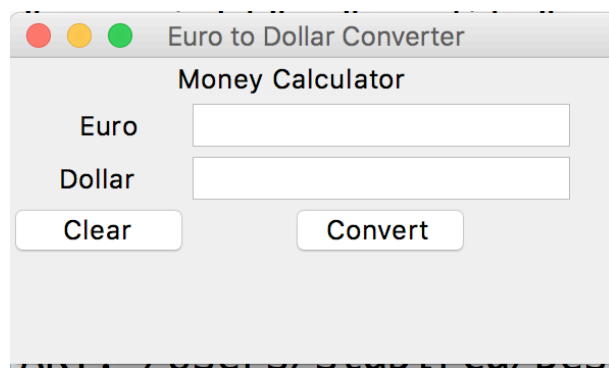 Euro to Dollar Converter
Money Calculator
Euro
Dollar
Clear Convert